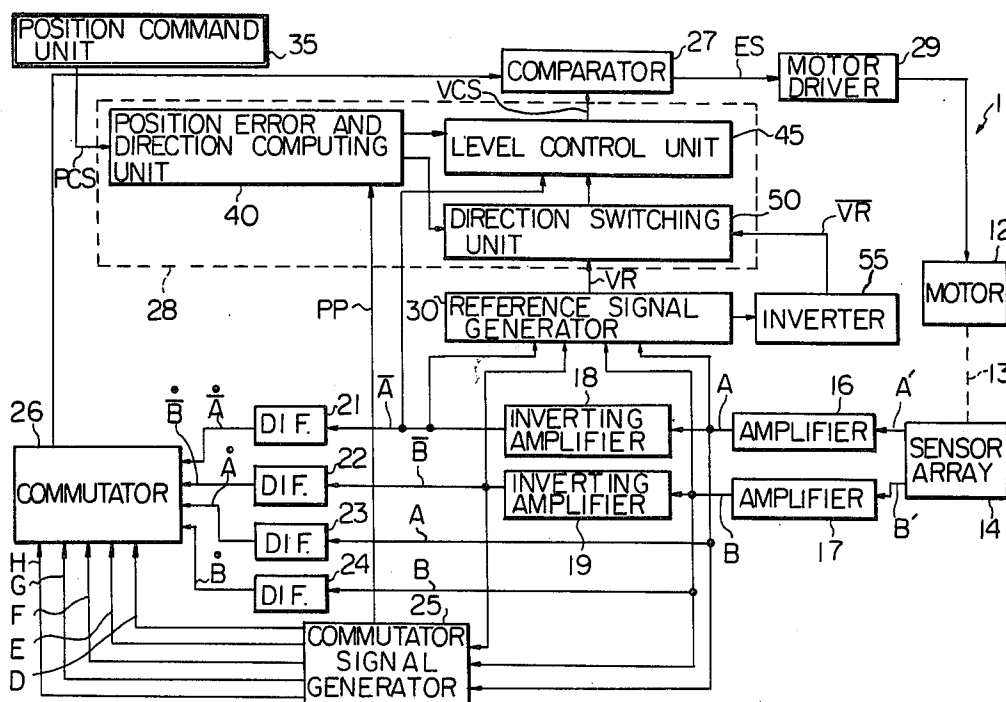 POSITION COMMAND
UNIT
35
27
ES
29
COMPARATOR
MOTOR
DRIVER
VCS
1
POSITION ERROR AND
DIRECTION COMPUTING
UNIT
LEVEL CONTROL UNIT
45
PCS
40
50
DIRECTION SWITCHING
UNIT
V̅R̅
12
28
PP
VR
55
MOTOR
30
REFERENCE SIGNAL
GENERATOR
INVERTER
13
26
Ḃ̅
Ȧ̅
21
DIF.
A̅
18
INVERTING
AMPLIFIER
A
16
AMPLIFIER
A'
SENSOR
ARRAY
COMMUTATOR
Ȧ
22
DIF.
B̅
INVERTING
AMPLIFIER
19
AMPLIFIER
17
B
B'
14
23
DIF.
A
H
G
F
E
D
Ḃ
24
DIF.
B
25
COMMUTATOR
SIGNAL
GENERATOR